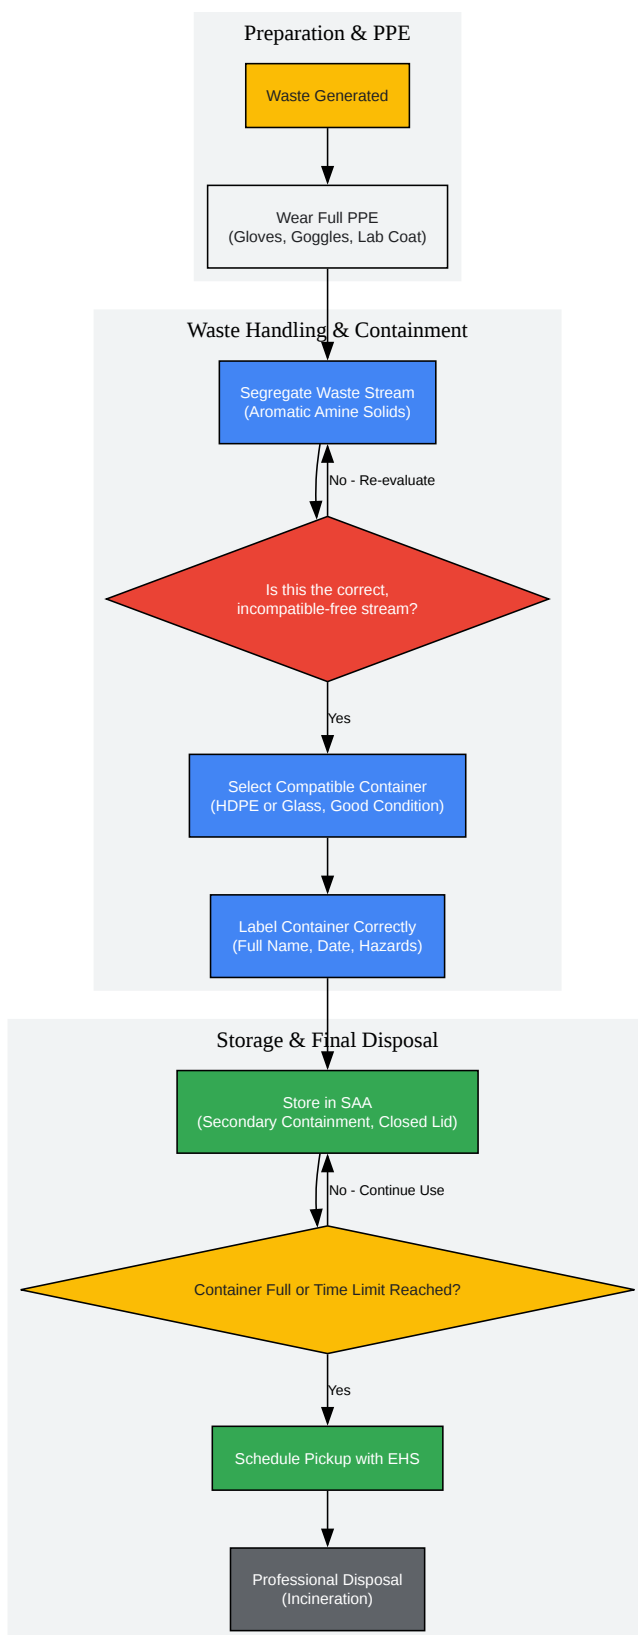 Preparation & PPE
Waste Generated
Wear Full PPE
(Gloves, Goggles, Lab Coat)
Waste Handling & Containment
Segregate Waste Stream
(Aromatic Amine Solids)
No - Re-evaluate
Is this the correct,
incompatible-free stream?
Yes
Select Compatible Container
(HDPE or Glass, Good Condition)
Label Container Correctly
(Full Name, Date, Hazards)
Storage & Final Disposal
Store in SAA
(Secondary Containment, Closed Lid)
No - Continue Use
Container Full or Time Limit Reached?
Yes
Schedule Pickup with EHS
Professional Disposal
(Incineration)